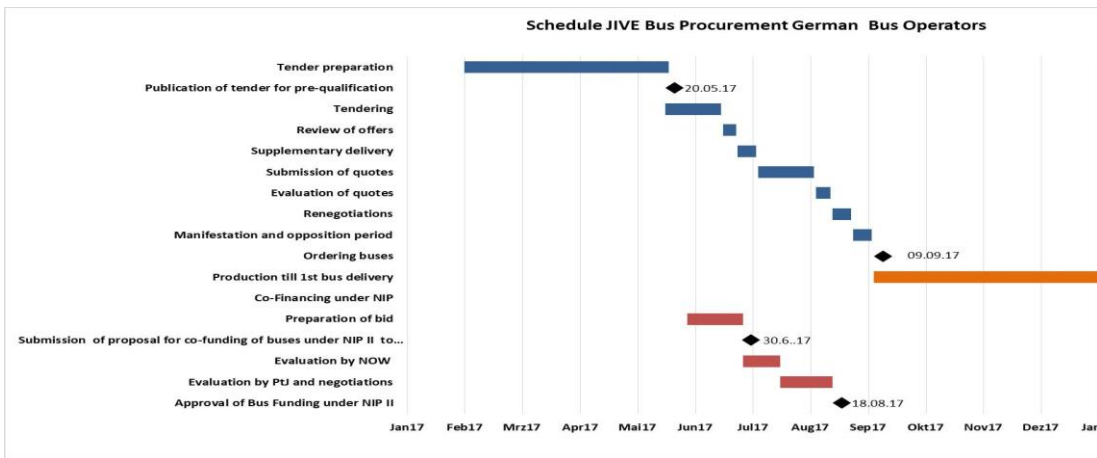 Schedule JIVE Bus Procurement German Bus Operators
Tender preparation
Publication of tender for pre-qualification
20.05.17
Tendering
Review of offers
Supplementary delivery
Submission of quotes
Evaluation of quotes
Renegotiations
Manifestation and opposition period
Ordering buses
09.09.17
Production till 1st bus delivery
Co-Financing under NIP
Preparation of bid
Submission of proposal for co-funding of buses under NIP II to...
30.6..17
Evaluation by NOW
Evaluation by PtJ and negotiations
Approval of Bus Funding under NIP II
18.08.17
Jan17 Feb17 Mrz17 Apr17 Mai17 Jun17 Jul17 Aug17 Sep17 Okt17 Nov17 Dez17 Jan